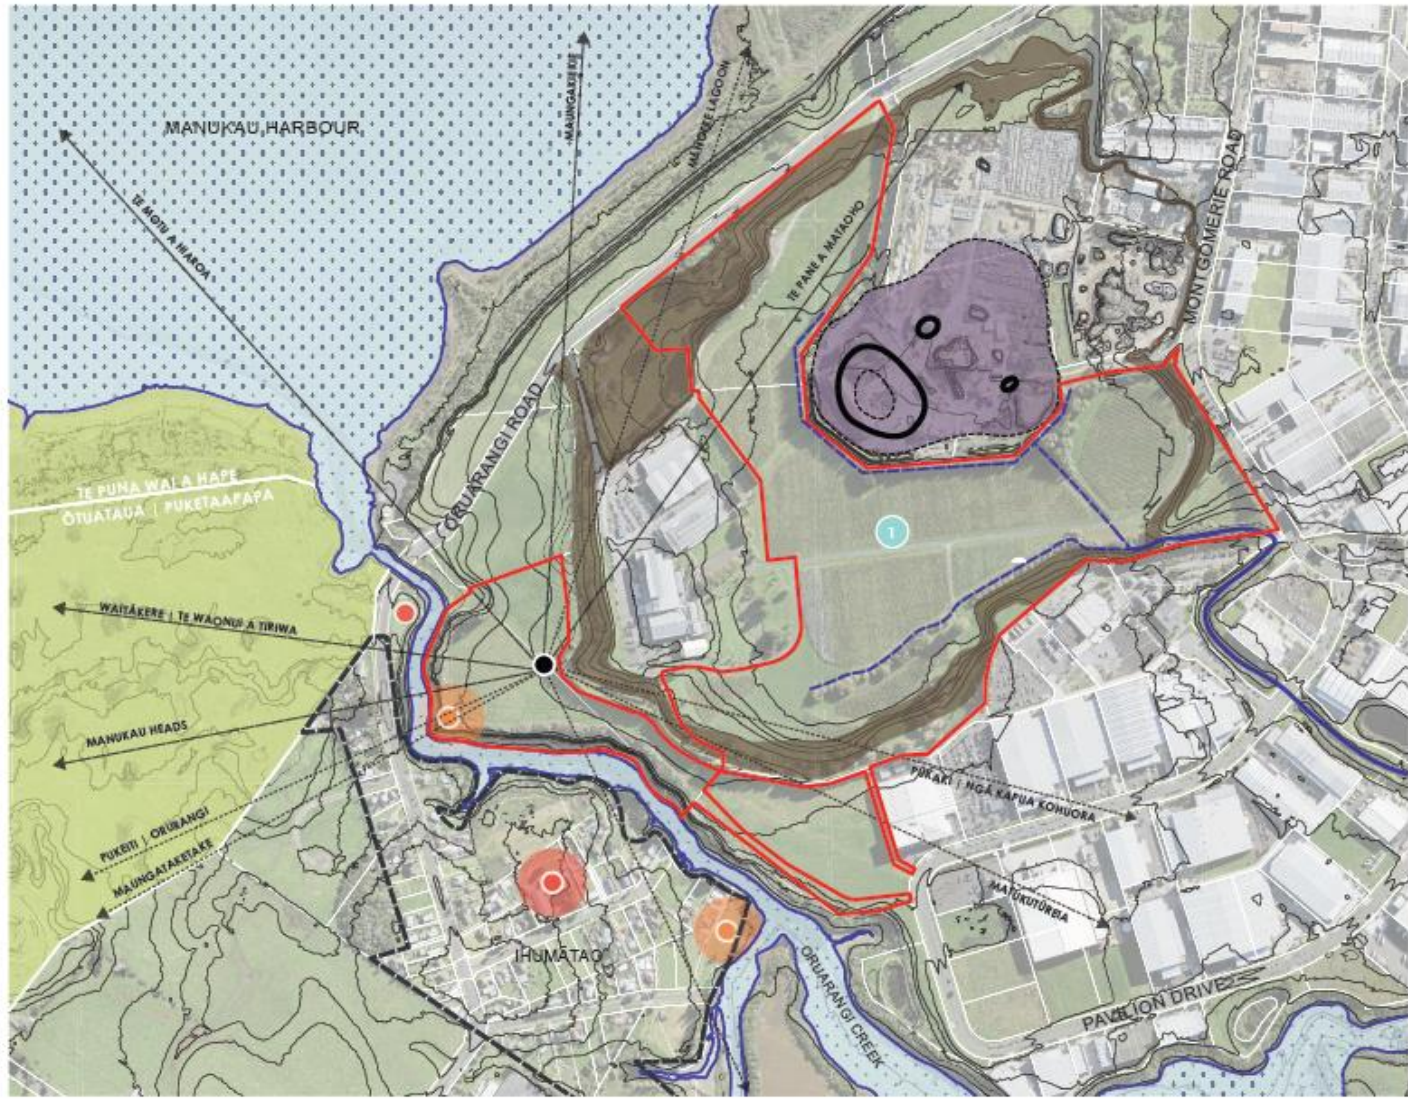 MANUKAU HARBOUR
MAUNGAKIEKIE
MĀNGERE LAGOON
TE MOTU A HIAROA
TE PANE A MATAOHO
MONTGOMERIE ROAD
ORUARANGI ROAD
TE PUNA WAI A HAPE
ŌTUATAUA | PUKETAAPAPA
1
WAITĀKERE | TE WAONUI A TIRIWA
MANUKAU HEADS
PUKEITI | ORURANGI
MAUNGATAKETAKE
PUKAKI | NGĀ KAPUA KOHUORA
MATUKUTŪREIA
IHUMĀTAO
ORUARANGI CREEK
PAVILION DRIVE